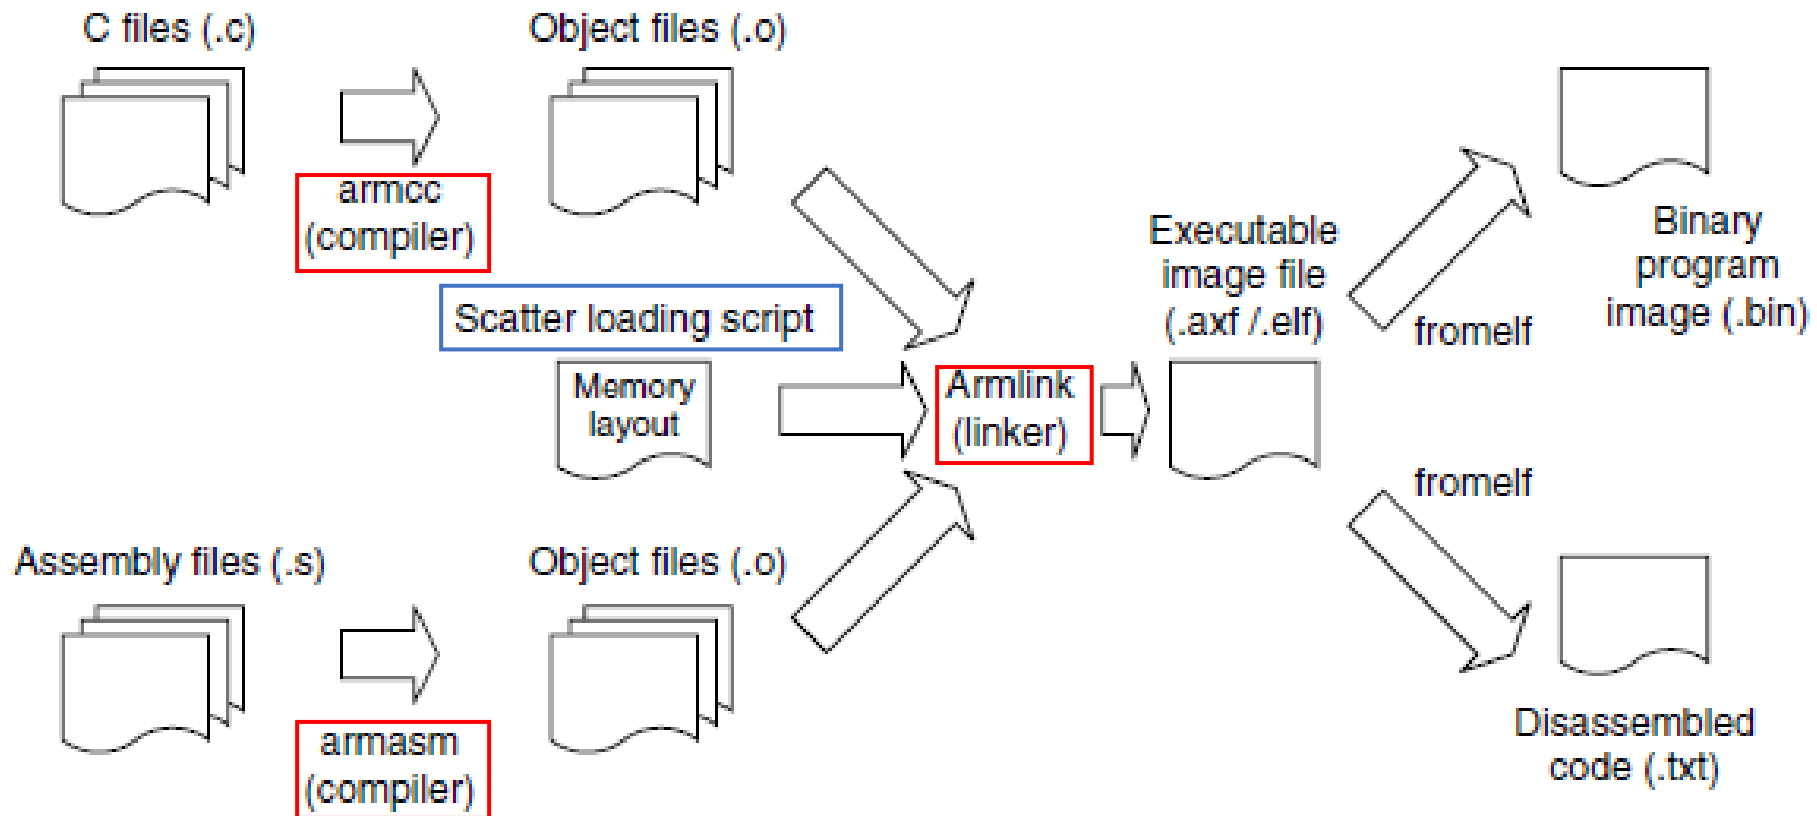 C files (.c)
Object files (.o)
armcc
(compiler)
Scatter loading script
Memory
layout
Armlink
(linker)
Executable
image file
(.axf /.elf)
fromelf
Binary
program
image (.bin)
fromelf
Assembly files (.s)
Object files (.o)
armasm
(compiler)
Disassembled
code (.txt)